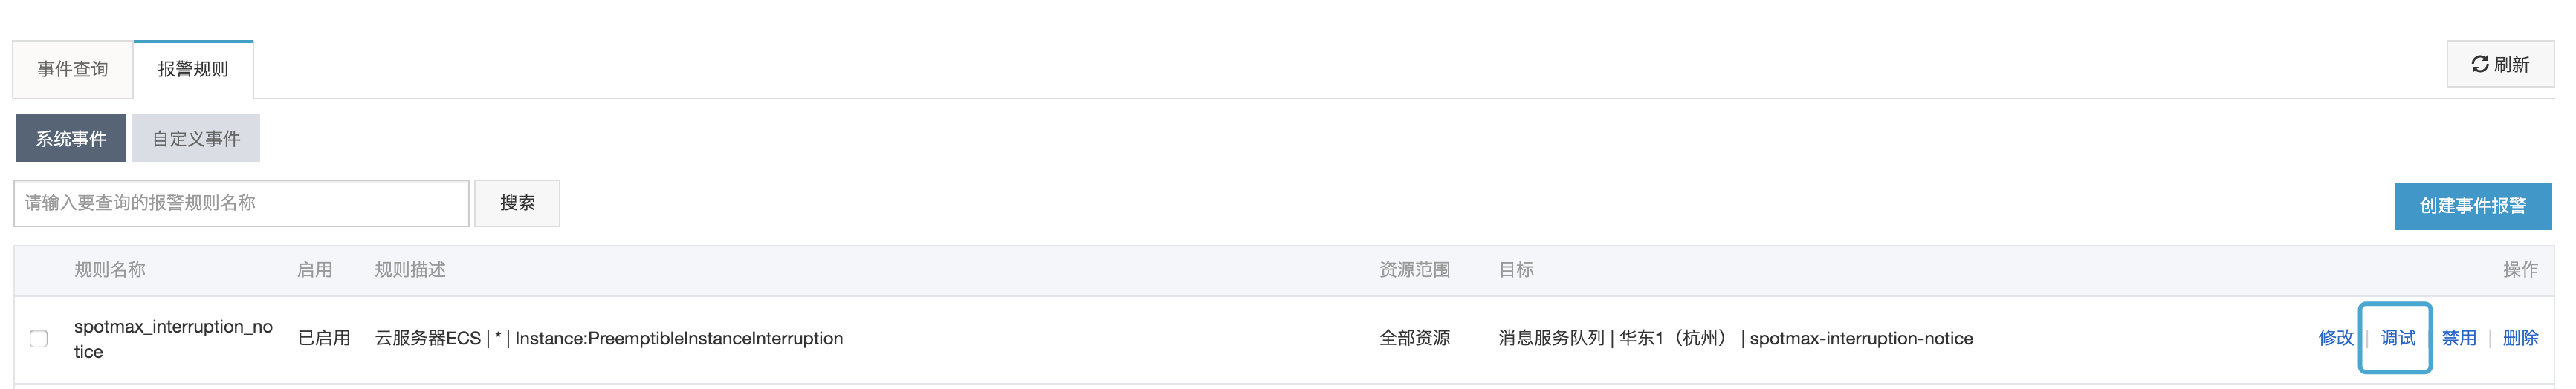 事件查询 报警规则 刷新
系统事件 自定义事件
请输入要查询的报警规则名称 搜索 创建事件报警
规则名称 启用 规则描述 资源范围 目标 操作
spotmax_interruption_no
tice 已启用 云服务器ECS | * | Instance:PreemptibleInstanceInterruption 全部资源 消息服务队列 | 华东1（杭州） | spotmax-interruption-notice 修改 | 调试 | 禁用 | 删除